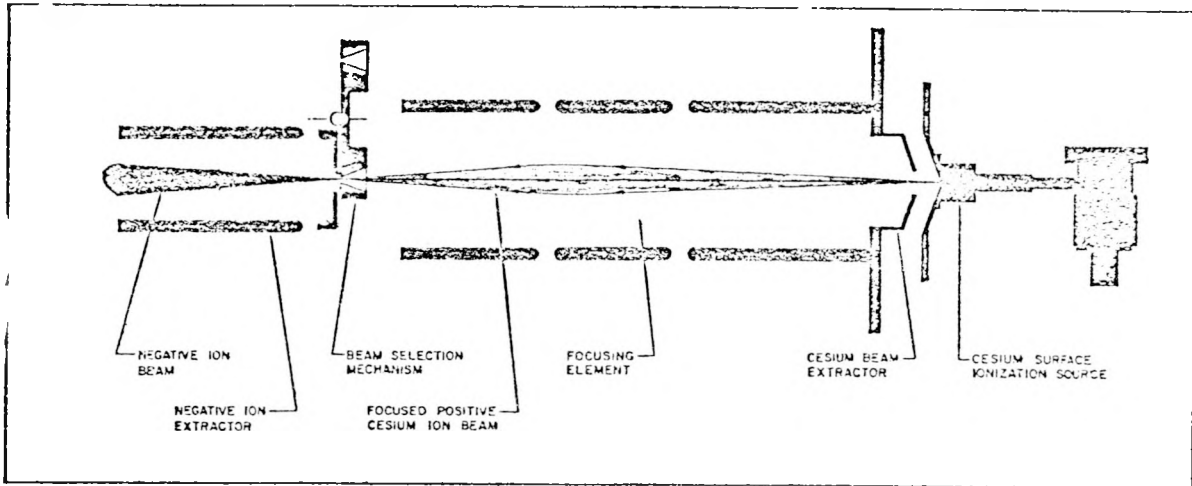 NEGATIVE ION
BEAM
NEGATIVE ION
EXTRACTOR
BEAM SELECTION
MECHANISM
FOCUSED POSITIVE
CESIUM ION BEAM
FOCUSING
ELEMENT
CESIUM BEAM
EXTRACTOR
CESIUM SURFACE
IONIZATION SOURCE